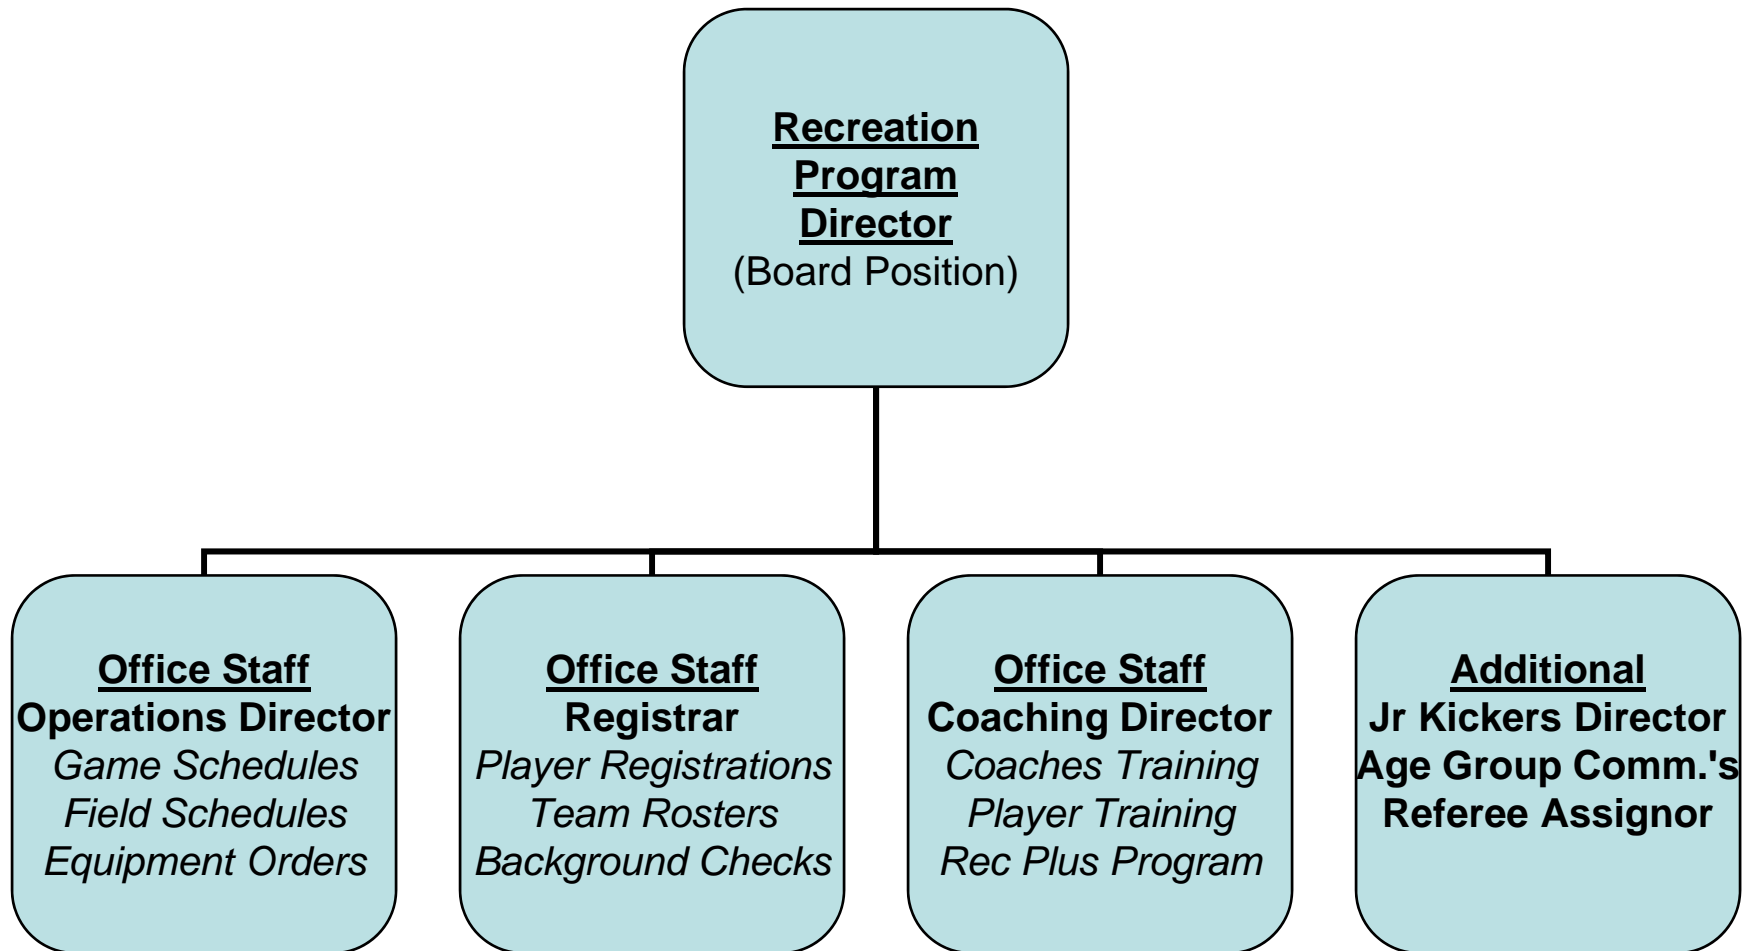 Recreation
Program
Director
(Board Position)
Office Staff
Operations Director
Game Schedules
Field Schedules
Equipment Orders
Office Staff
Registrar
Player Registrations
Team Rosters
Background Checks
Office Staff
Coaching Director
Coaches Training
Player Training
Rec Plus Program
Additional
Jr Kickers Director
Age Group Comm.'s
Referee Assignor